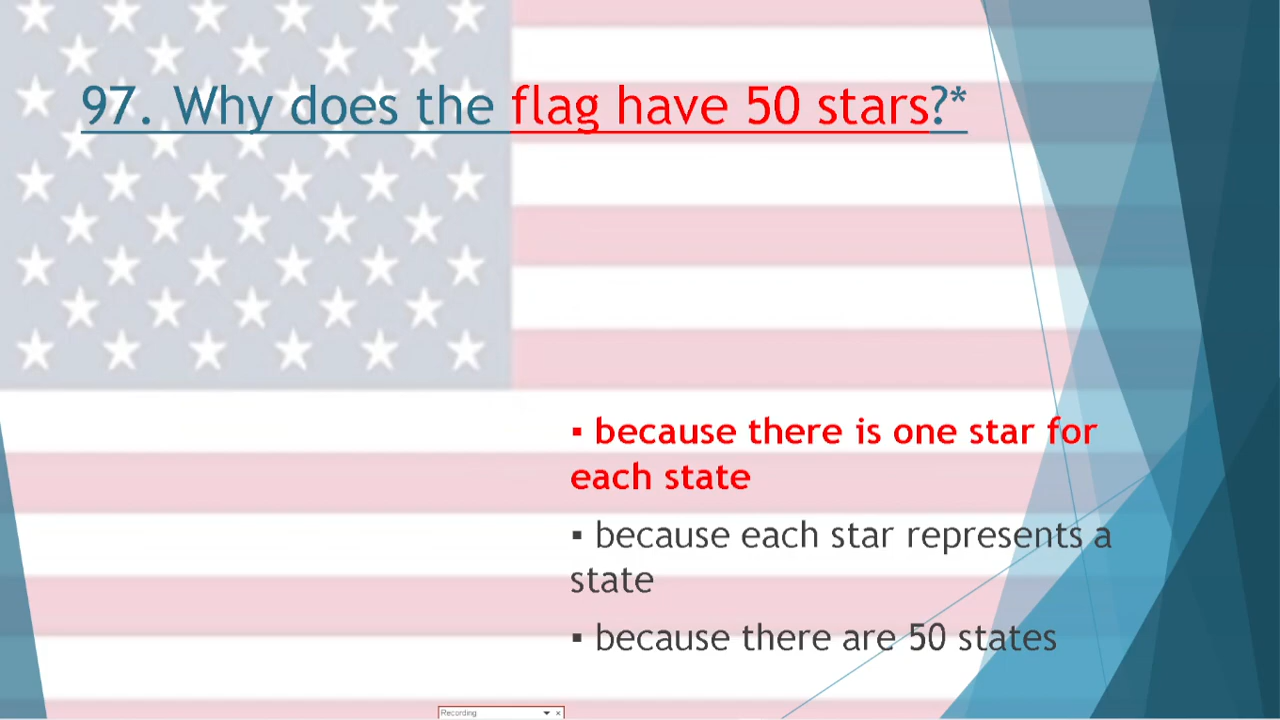 97. Why does the flag have 50 stars?*
▪ because there is one star for
each state
▪ because each star represents a
state
▪ because there are 50 states
Recording